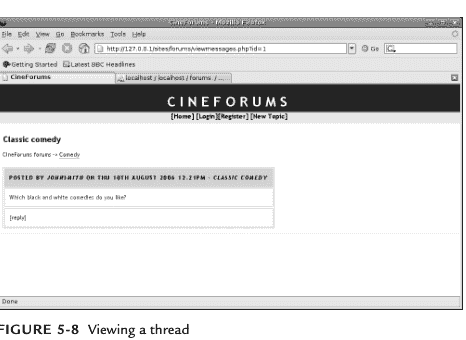 CineForums - Mozilla Firefox
File Edit View Go Bookmarks Tools Help
http://127.0.0.1/sites/forums/viewmessages.php?id=1 Go
Getting Started Latest BBC Headlines
CineForums localhost / localhost / forums / ...
CINEFORUMS
[Home] [Login][Register] [New Topic]
Classic comedy
CineForums forums -> Comedy
POSTED BY JOHNSMITH ON THU 10TH AUGUST 2006 12.21PM - CLASSIC COMEDY
Which black and white comedies do you like?
[reply]
Done
FIGURE 5-8 Viewing a thread